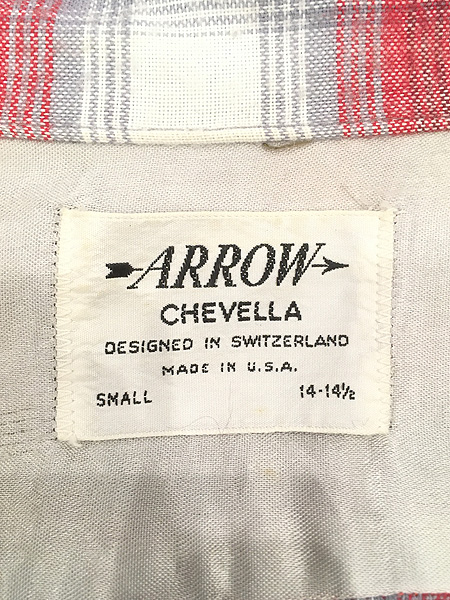 ARROW
CHEVELLA
DESIGNED IN SWITZERLAND
MADE IN U.S.A.
SMALL 14-14½